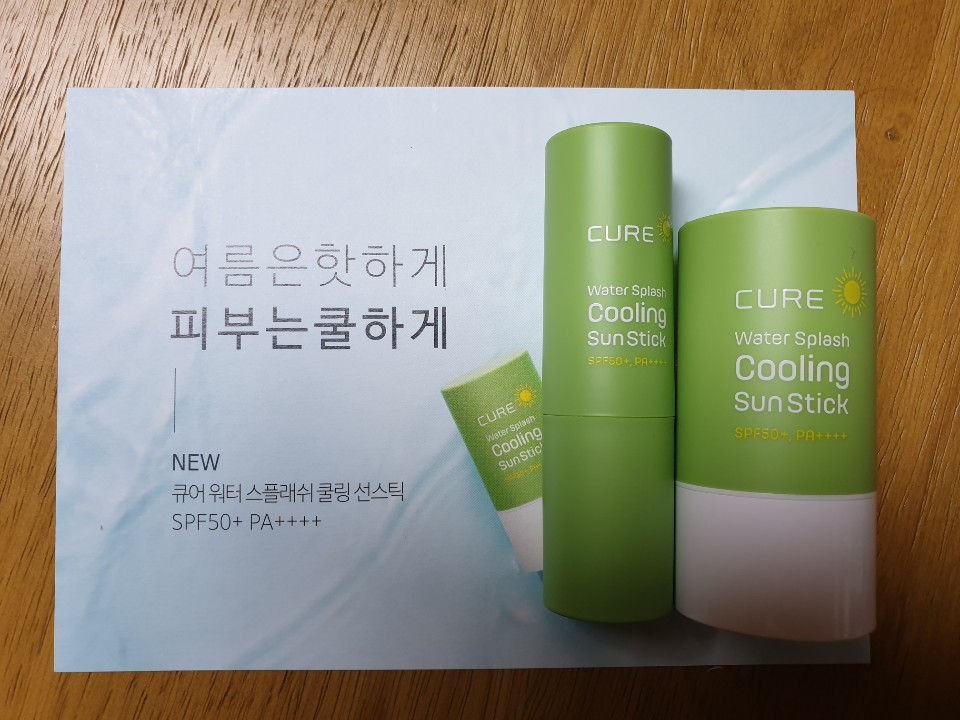 여름은핫하게
피부는쿨하게
NEW
큐어 워터 스플래쉬 쿨링 선스틱
SPF50+ PA++++
CURE
Water Splash
Cooling
Sun Stick
CURE
Water Splash
Cooling
Sun Stick
SPF50+, PA++++
CURE
Water Splash
Cooling
Sun Stick
SPF50+, PA++++